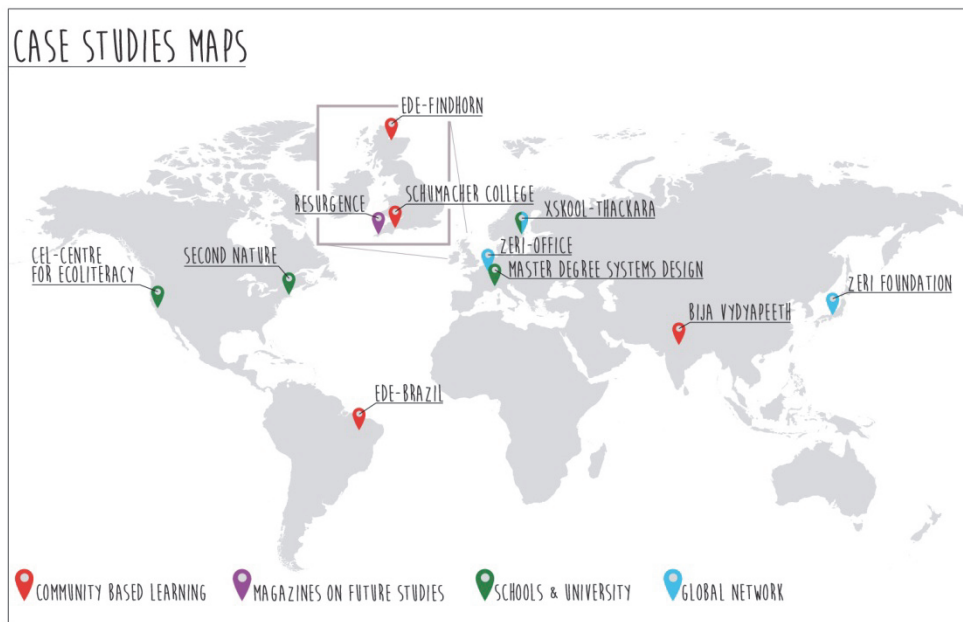 CASE STUDIES MAPS
EDE-FINDHORN
SCHUMACHER COLLEGE
RESURGENCE
XSKOOL-THACKARA
ZERI-OFFICE
MASTER DEGREE SYSTEMS DESIGN
CEL-CENTRE
FOR ECOLITERACY
SECOND NATURE
ZERI FOUNDATION
BIJA VYDYAPEETH
EDE-BRAZIL
COMMUNITY BASED LEARNING
MAGAZINES ON FUTURE STUDIES
SCHOOLS & UNIVERSITY
GLOBAL NETWORK